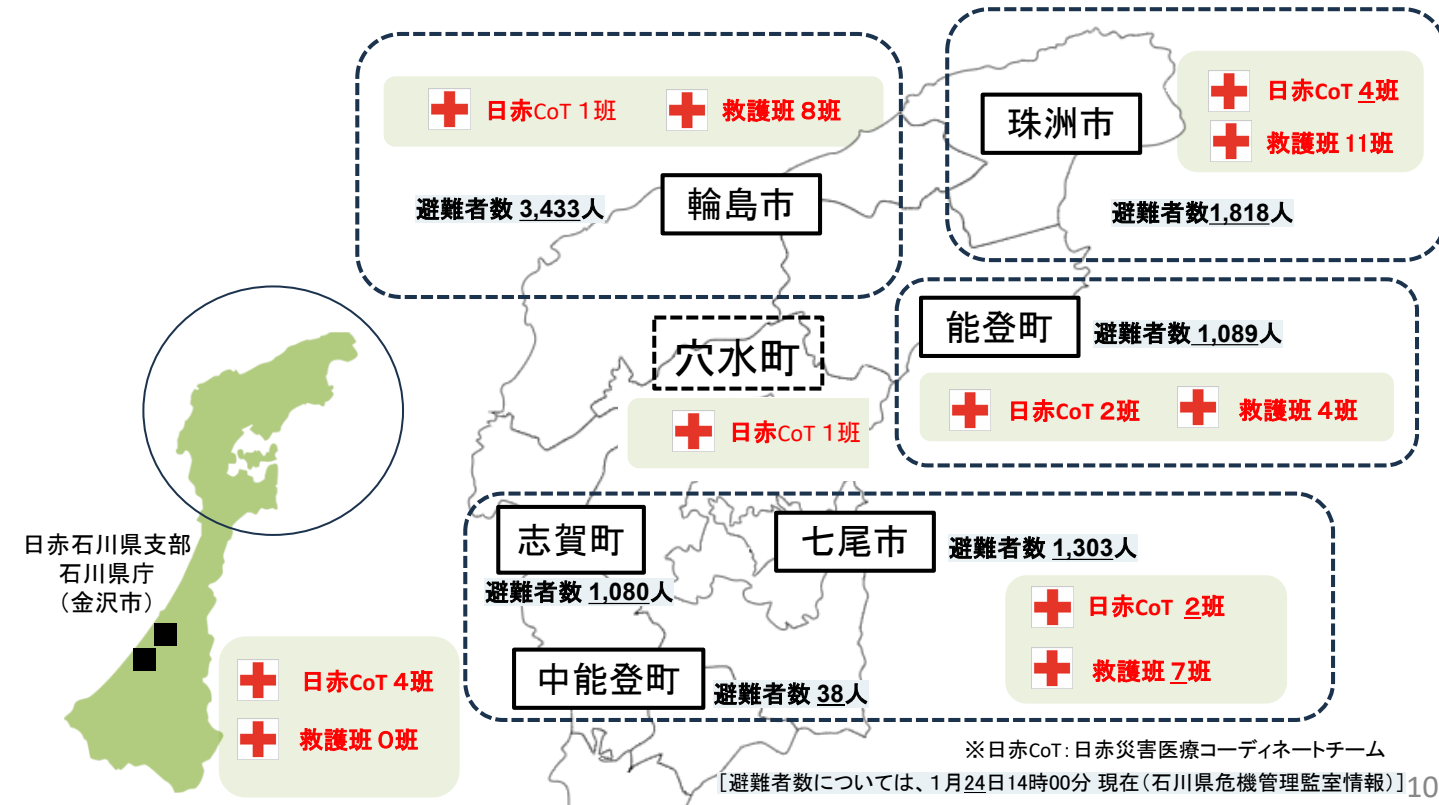 日赤CoT 1班
救護班 8班
輪島市
避難者数 3,433人
珠洲市
日赤CoT 4班
救護班 11班
避難者数1,818人
能登町
避難者数 1,089人
日赤CoT 2班
救護班 4班
穴水町
日赤CoT 1班
志賀町
避難者数 1,080人
七尾市
避難者数 1,303人
中能登町
避難者数 38人
日赤CoT 2班
救護班 7班
日赤石川県支部
石川県庁
（金沢市）
日赤CoT 4班
救護班 0班
※日赤CoT：日赤災害医療コーディネートチーム
[避難者数については、1月24日14時00分 現在（石川県危機管理監室情報）]
10